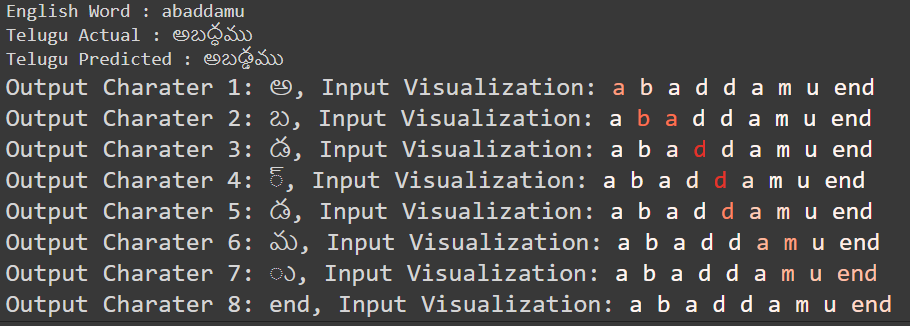 English Word : abaddamu
Telugu Actual : అబద్ధము
Telugu Predicted : అబడ్డము
Output Charater 1: అ, Input Visualization: a b a d d a m u end
Output Charater 2: బ, Input Visualization: a b a d d a m u end
Output Charater 3: డ, Input Visualization: a b a d d a m u end
Output Charater 4: ్, Input Visualization: a b a d d a m u end
Output Charater 5: డ, Input Visualization: a b a d d a m u end
Output Charater 6: మ, Input Visualization: a b a d d a m u end
Output Charater 7: ు, Input Visualization: a b a d d a m u end
Output Charater 8: end, Input Visualization: a b a d d a m u end